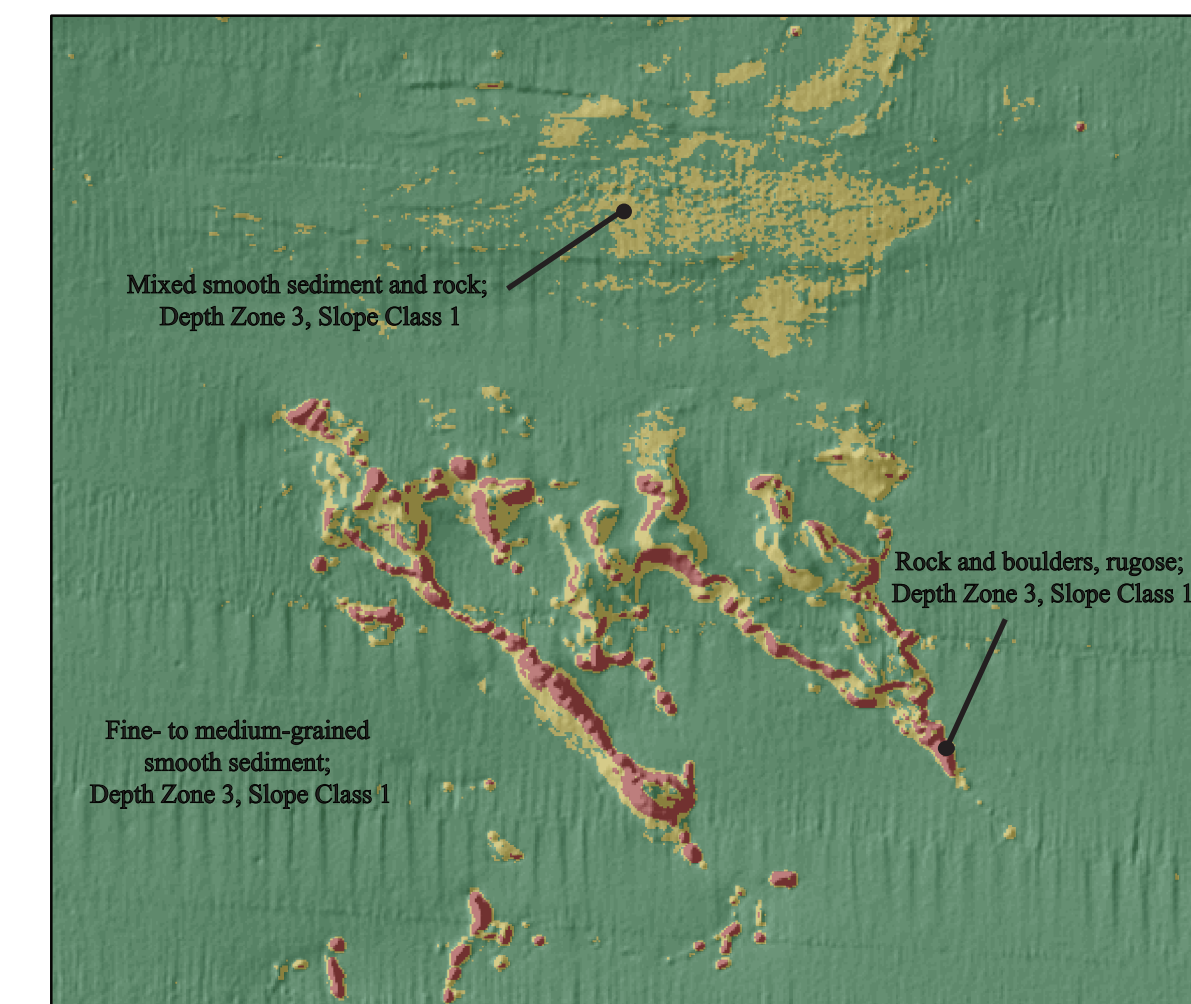 Mixed smooth sediment and rock;
Depth Zone 3, Slope Class 1
Rock and boulders, rugose;
Depth Zone 3, Slope Class 1
Fine- to medium-grained
smooth sediment;
Depth Zone 3, Slope Class 1